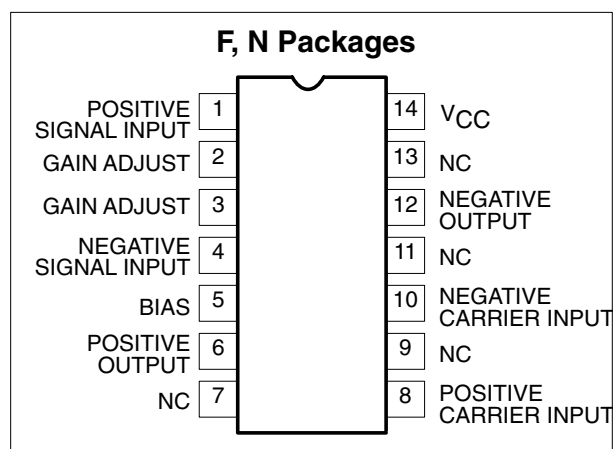 F, N Packages
POSITIVE
SIGNAL INPUT
1
GAIN ADJUST
2
GAIN ADJUST
3
NEGATIVE
SIGNAL INPUT
4
BIAS
5
POSITIVE
OUTPUT
6
NC
7
14
VCC
13
NC
12
NEGATIVE
OUTPUT
11
NC
10
NEGATIVE
CARRIER INPUT
9
NC
8
POSITIVE
CARRIER INPUT